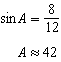 sin A = 8/12
A ≈ 42